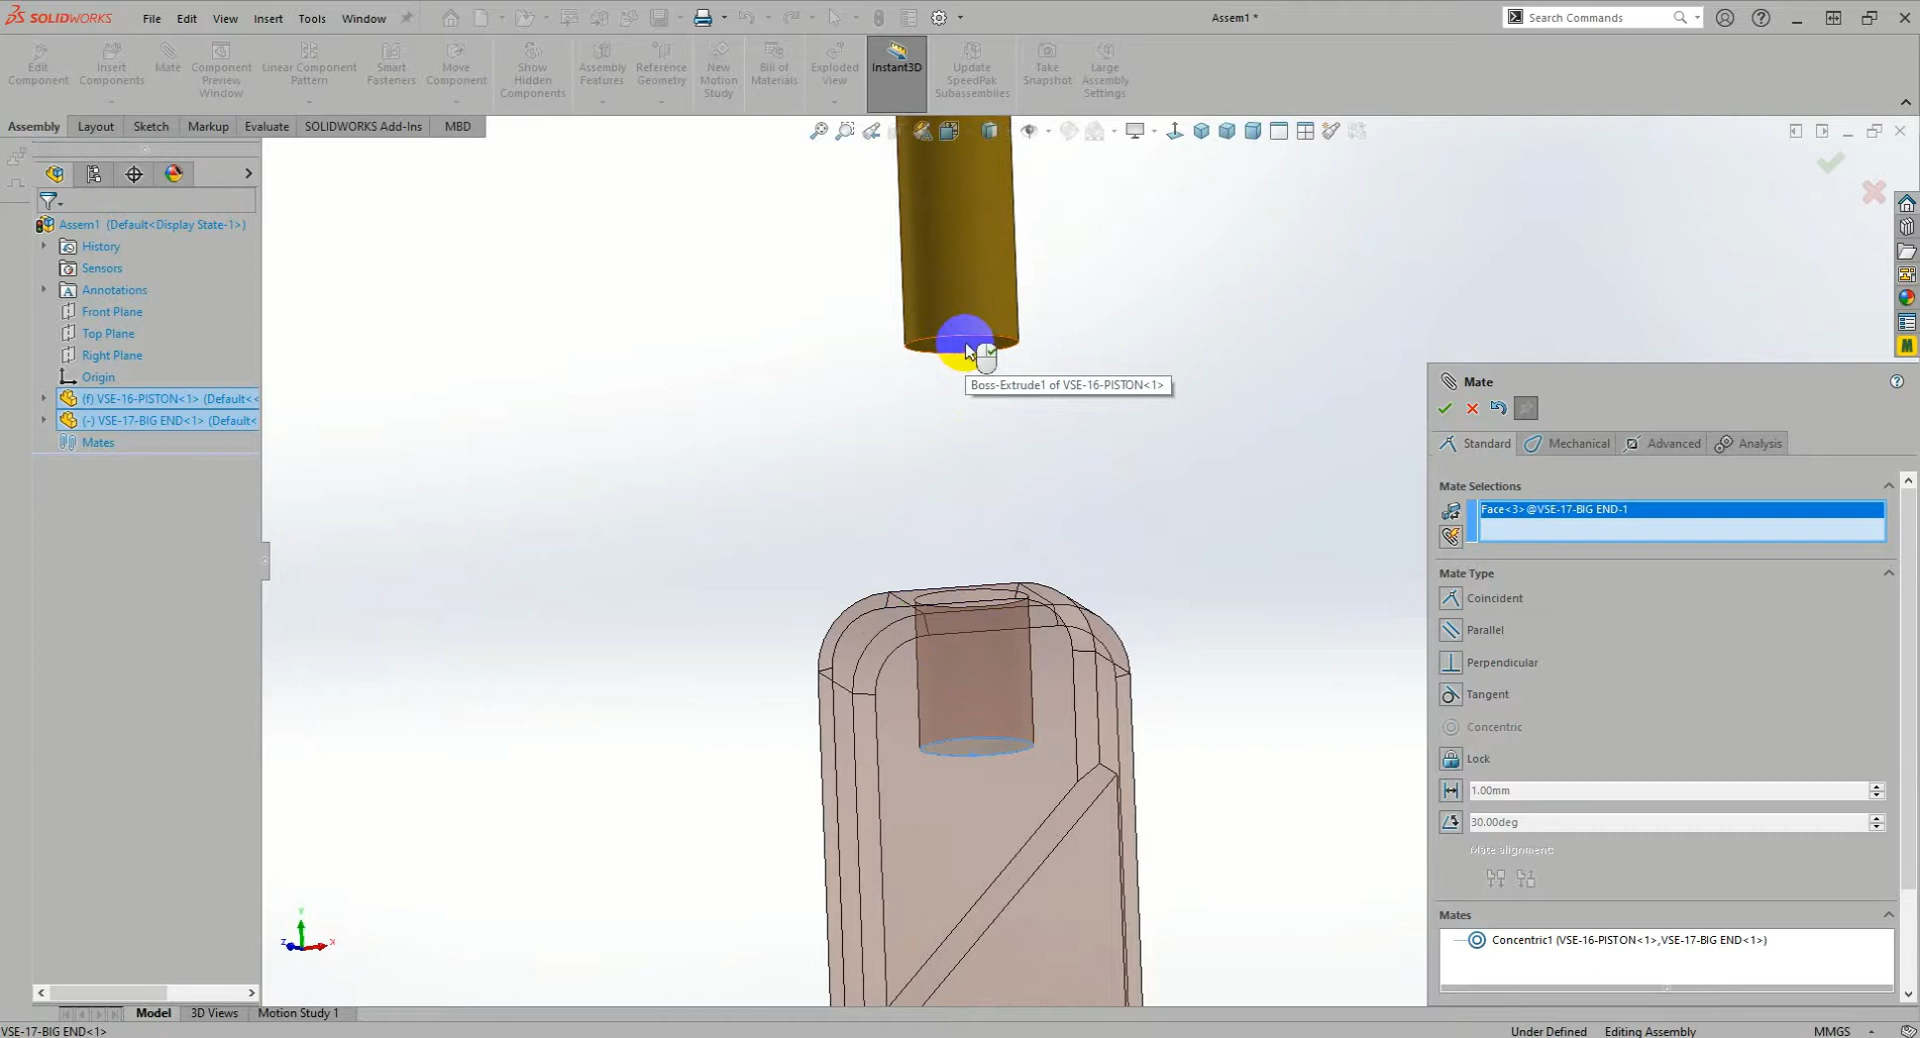 SOLIDWORKS File Edit View Insert Tools Window Assem1 * Search Commands
Edit Component
Insert Components
Mate
Component Preview Window
Linear Component Pattern
Smart Fasteners
Move Component
Show Hidden Components
Assembly Features
Reference Geometry
New Motion Study
Bill of Materials
Exploded View
Instant3D
Update SpeedPak Subassemblies
Take Snapshot
Large Assembly Settings
Assembly Layout Sketch Markup Evaluate SOLIDWORKS Add-Ins MBD
Assem1 (Default<Display State-1>)
History
Sensors
Annotations
Front Plane
Top Plane
Right Plane
Origin
(f) VSE-16-PISTON<1> (Default<<
(-) VSE-17-BIG END<1> (Default<
Mates
Boss-Extrude1 of VSE-16-PISTON<1>
Mate
Standard Mechanical Advanced Analysis
Mate Selections
Face<3>@VSE-17-BIG END-1
Mate Type
Coincident
Parallel
Perpendicular
Tangent
Concentric
Lock
1.00mm
30.00deg
Mate alignment:
Mates
Concentric1 (VSE-16-PISTON<1>,VSE-17-BIG END<1>)
Y
Z X
Model 3D Views Motion Study 1
VSE-17-BIG END<1> Under Defined Editing Assembly MMGS